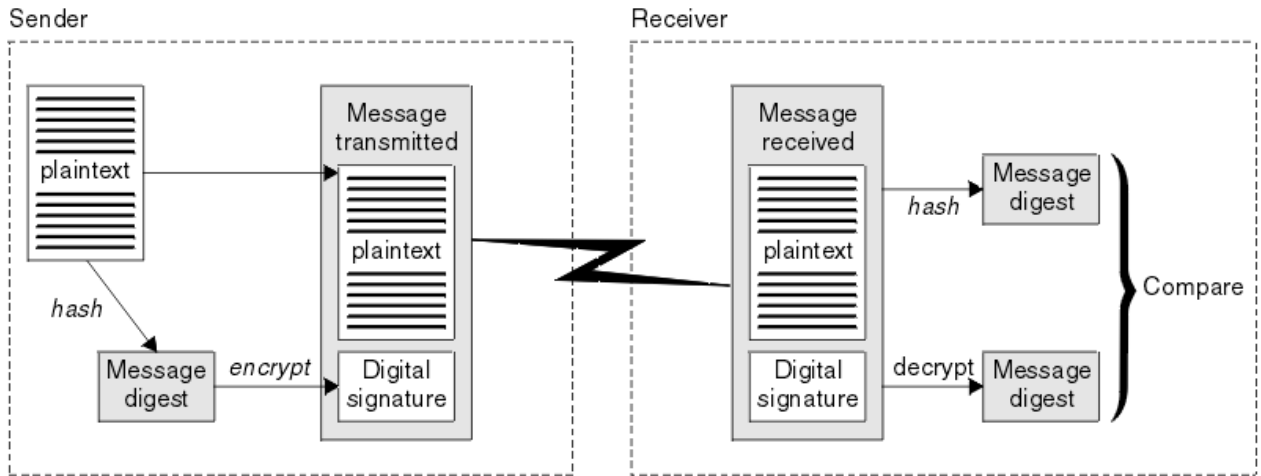 Sender
plaintext
hash
Message
digest
encrypt
Message
transmitted
plaintext
Digital
signature
Receiver
Message
received
plaintext
Digital
signature
hash
Message
digest
decrypt
Message
digest
Compare